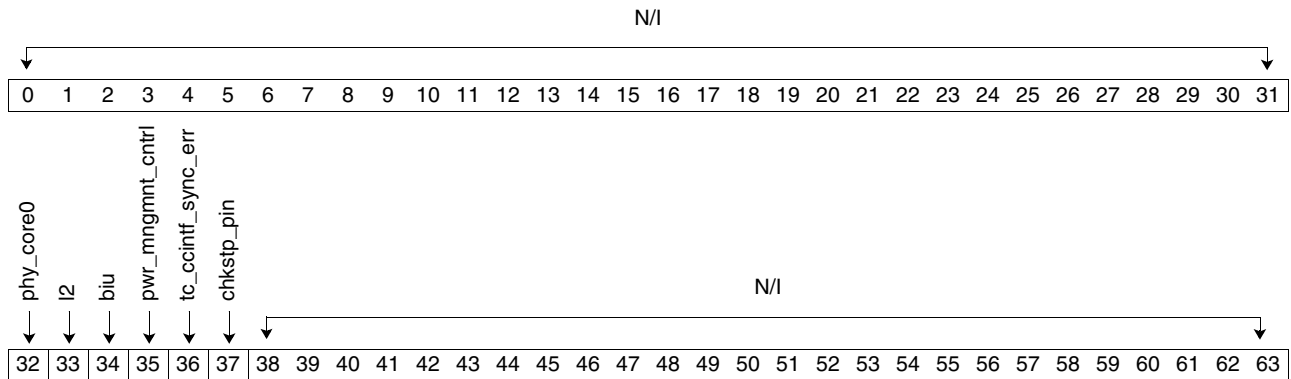 N/I
0 1 2 3 4 5 6 7 8 9 10 11 12 13 14 15 16 17 18 19 20 21 22 23 24 25 26 27 28 29 30 31
phy_core0
l2
biu
pwr_mngmnt_cntrl
tc_ccintf_sync_err
chkstp_pin
N/I
32 33 34 35 36 37 38 39 40 41 42 43 44 45 46 47 48 49 50 51 52 53 54 55 56 57 58 59 60 61 62 63